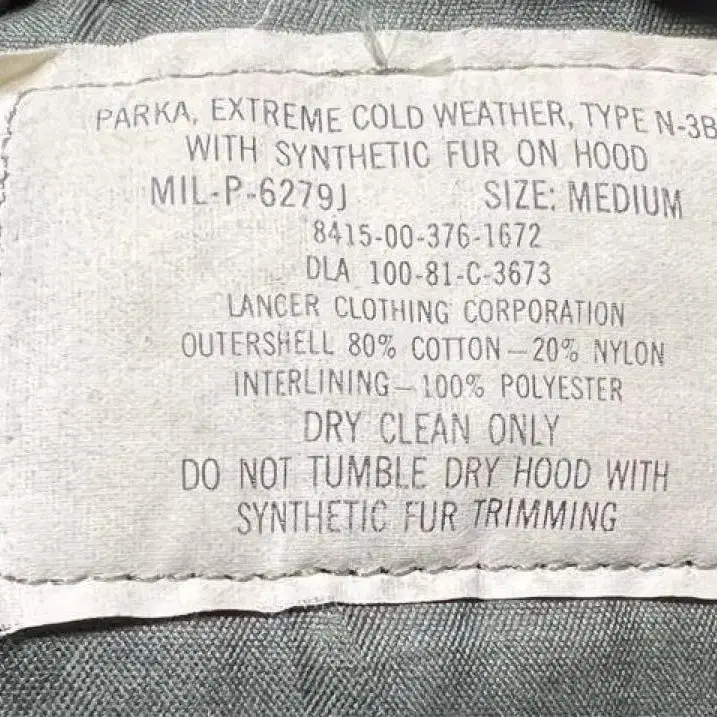 PARKA, EXTREME COLD WEATHER, TYPE N-3B
WITH SYNTHETIC FUR ON HOOD
MIL-P-6279J SIZE: MEDIUM
8415-00-376-1672
DLA 100-81-C-3673
LANCER CLOTHING CORPORATION
OUTERSHELL 80% COTTON—20% NYLON
INTERLINING—100% POLYESTER
DRY CLEAN ONLY
DO NOT TUMBLE DRY HOOD WITH
SYNTHETIC FUR TRIMMING